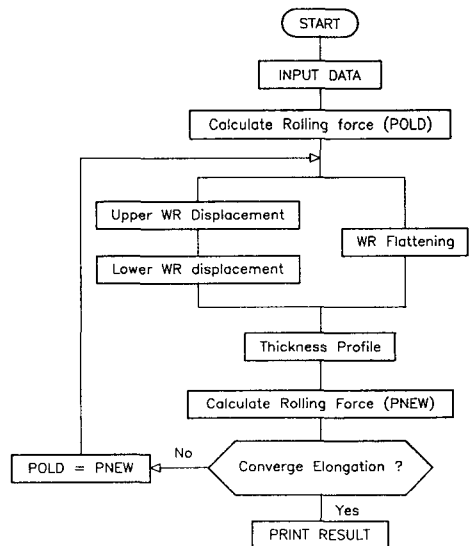 START
INPUT DATA
Calculate Rolling force (POLD)
Upper WR Displacement
WR Flattening
Lower WR displacement
Thickness Profile
Calculate Rolling Force (PNEW)
No
Converge Elongation ?
POLD = PNEW
Yes
PRINT RESULT